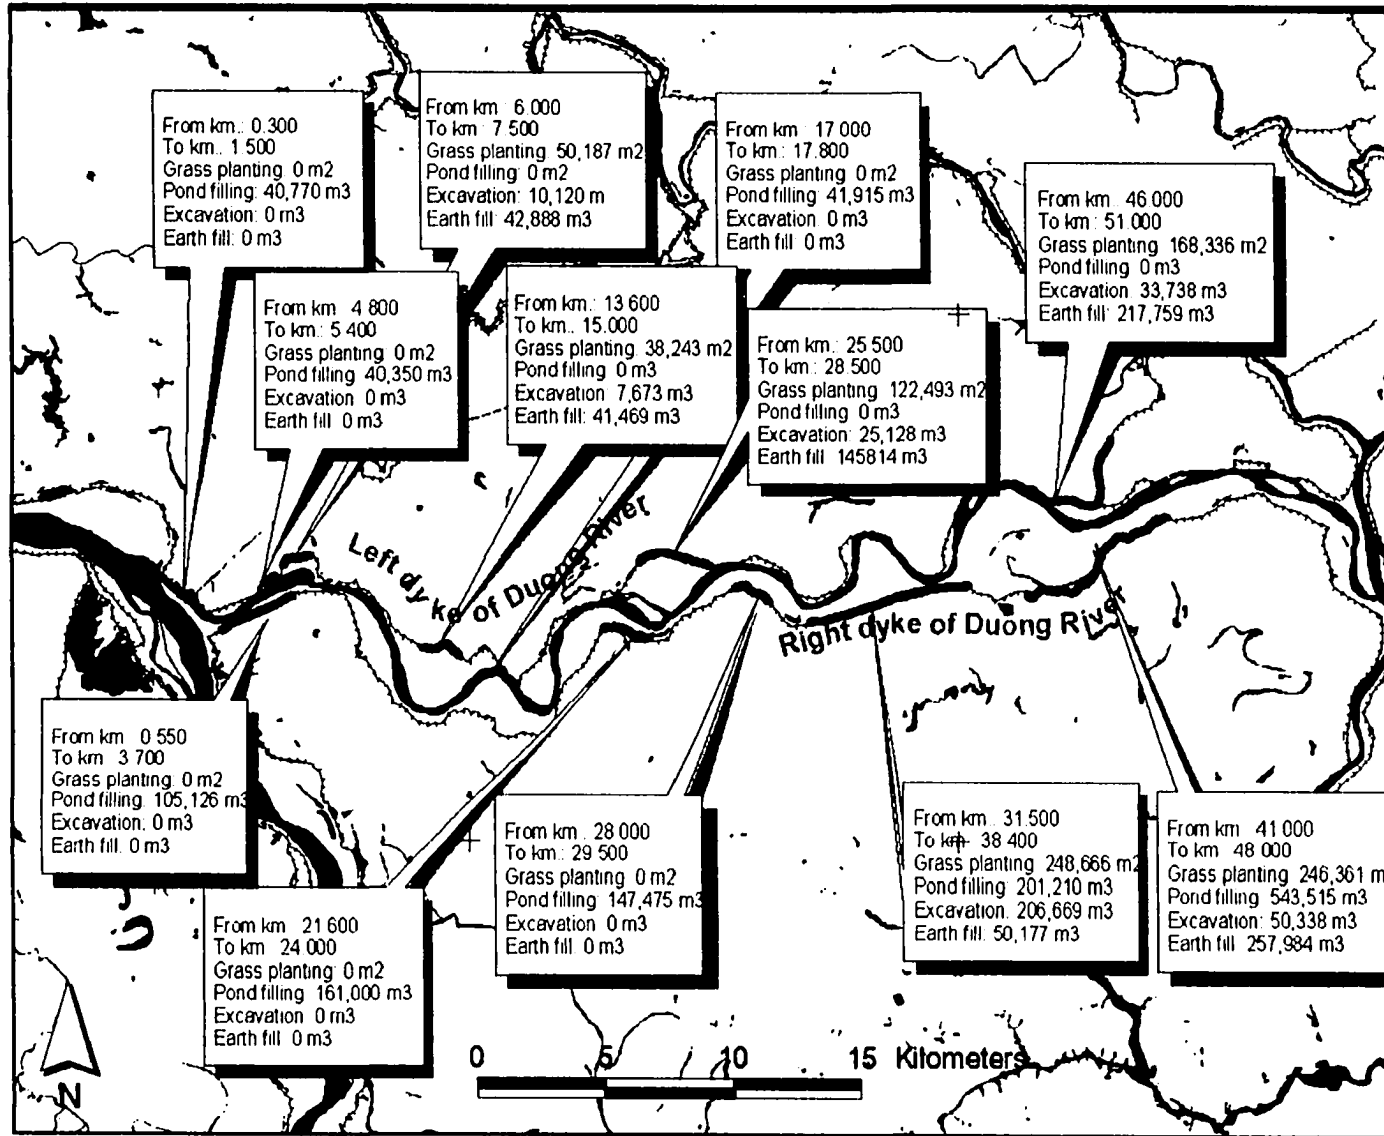 From km.: 0.300
To km.. 1 500
Grass planting 0 m2
Pond filling: 40,770 m3
Excavation: 0 m3
Earth fill: 0 m3
From km 6.000
To km 7 500
Grass planting 50,187 m2
Pond filling: 0 m2
Excavation: 10,120 m
Earth fill: 42,888 m3
From km 17 000
To km.: 17.800
Grass planting 0 m2
Pond filling 41,915 m3
Excavation: 0 m3
Earth fill: 0 m3
From km.. 46 000
To km.: 51.000
Grass planting 168,336 m2
Pond filling 0 m3
Excavation: 33,738 m3
Earth fill: 217,759 m3
From km 4 800
To km.: 5 400
Grass planting 0 m2
Pond filling 40,350 m3
Excavation 0 m3
Earth fill 0 m3
From km.: 13 600
To km.. 15.000
Grass planting. 38,243 m2
Pond filling: 0 m3
Excavation: 7,673 m3
Earth fill: 41,469 m3
From km.: 25 500
To km.: 28.500
Grass planting 122,493 m2
Pond filling: 0 m3
Excavation: 25,128 m3
Earth fill 145814 m3
Left dyke of Duong River
Right dyke of Duong River
From km 0 550
To km 3 700
Grass planting: 0 m2
Pond filling 105,126 m3
Excavation: 0 m3
Earth fill. 0 m3
From km 21 600
To km 24 000
Grass planting: 0 m2
Pond filling 161,000 m3
Excavation 0 m3
Earth fill: 0 m3
From km . 28 000
To km.: 29 500
Grass planting 0 m2
Pond filling: 147,475 m3
Excavation: 0 m3
Earth fill: 0 m3
From km.. 31.500
To km 38 400
Grass planting 248,666 m2
Pond filling: 201,210 m3
Excavation. 206,669 m3
Earth fill: 50,177 m3
From km 41 000
To km 48 000
Grass planting 246,361 m
Pond filling: 543,515 m3
Excavation: 50,338 m3
Earth fill 257,984 m3
N
0 5 10 15 Kilometers